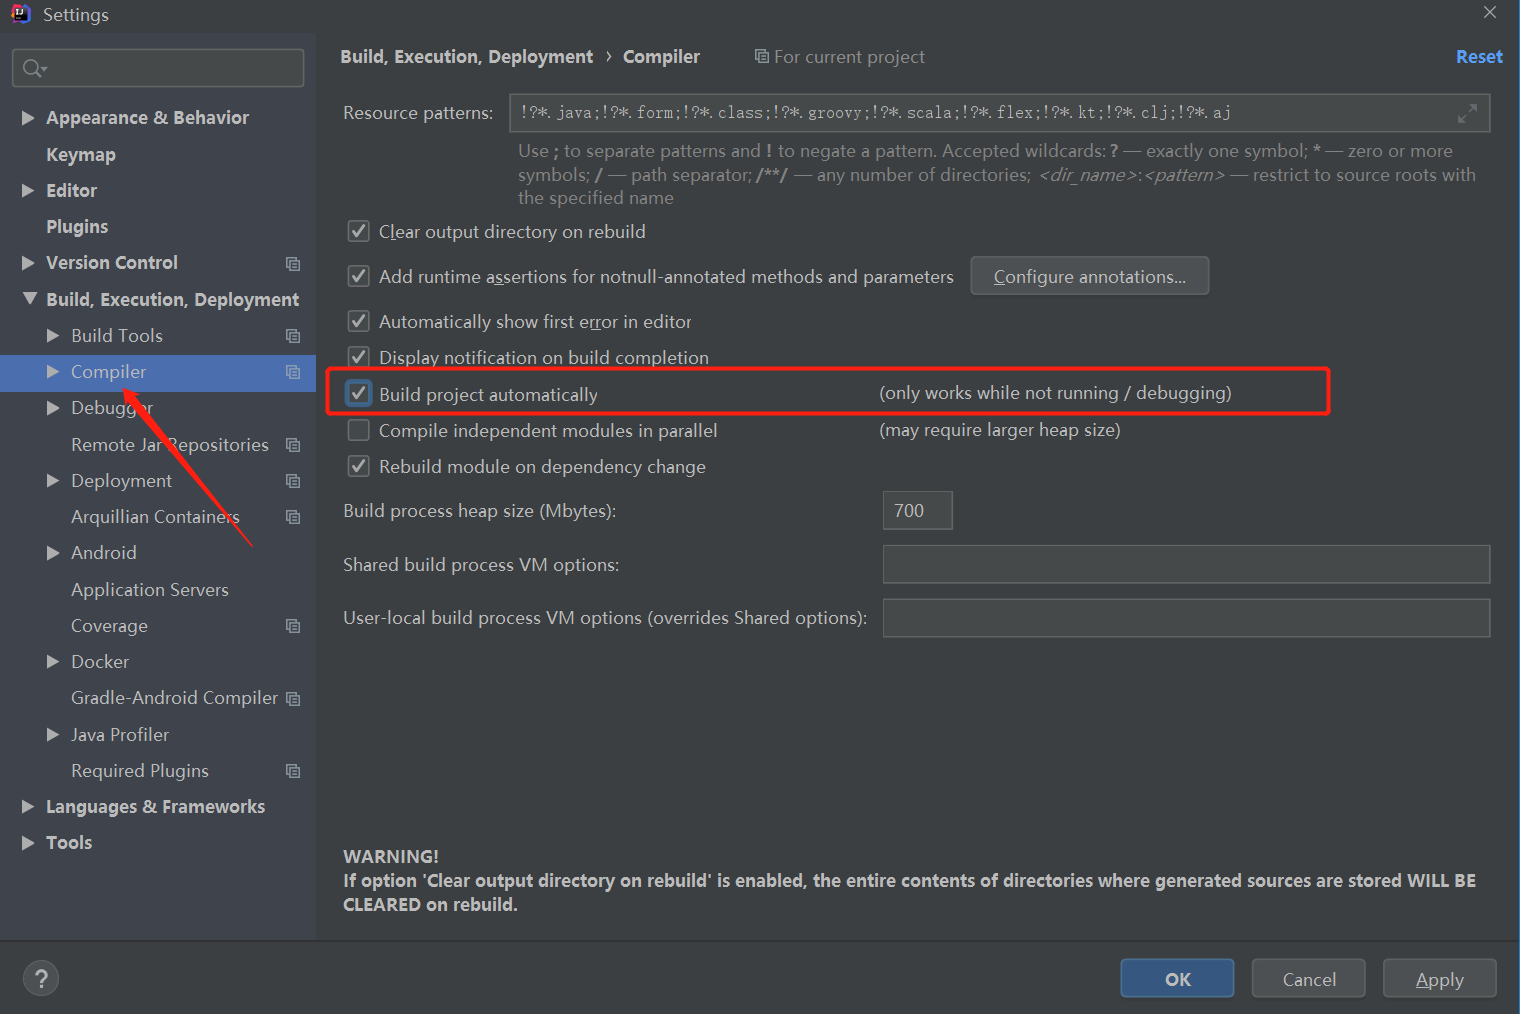 Settings
Appearance & Behavior
Keymap
Editor
Plugins
Version Control
Build, Execution, Deployment
Build Tools
Compiler
Debugger
Remote Jar Repositories
Deployment
Arquillian Containers
Android
Application Servers
Coverage
Docker
Gradle-Android Compiler
Java Profiler
Required Plugins
Languages & Frameworks
Tools
Build, Execution, Deployment › Compiler For current project Reset
Resource patterns: !?*.java;!?*.form;!?*.class;!?*.groovy;!?*.scala;!?*.flex;!?*.kt;!?*.clj;!?*.aj
Use ; to separate patterns and ! to negate a pattern. Accepted wildcards: ? — exactly one symbol; * — zero or more
symbols; / — path separator; /**/ — any number of directories; <dir_name>:<pattern> — restrict to source roots with
the specified name
Clear output directory on rebuild
Add runtime assertions for notnull-annotated methods and parameters Configure annotations...
Automatically show first error in editor
Display notification on build completion
Build project automatically (only works while not running / debugging)
Compile independent modules in parallel (may require larger heap size)
Rebuild module on dependency change
Build process heap size (Mbytes): 700
Shared build process VM options:
User-local build process VM options (overrides Shared options):
WARNING!
If option 'Clear output directory on rebuild' is enabled, the entire contents of directories where generated sources are stored WILL BE
CLEARED on rebuild.
? OK Cancel Apply